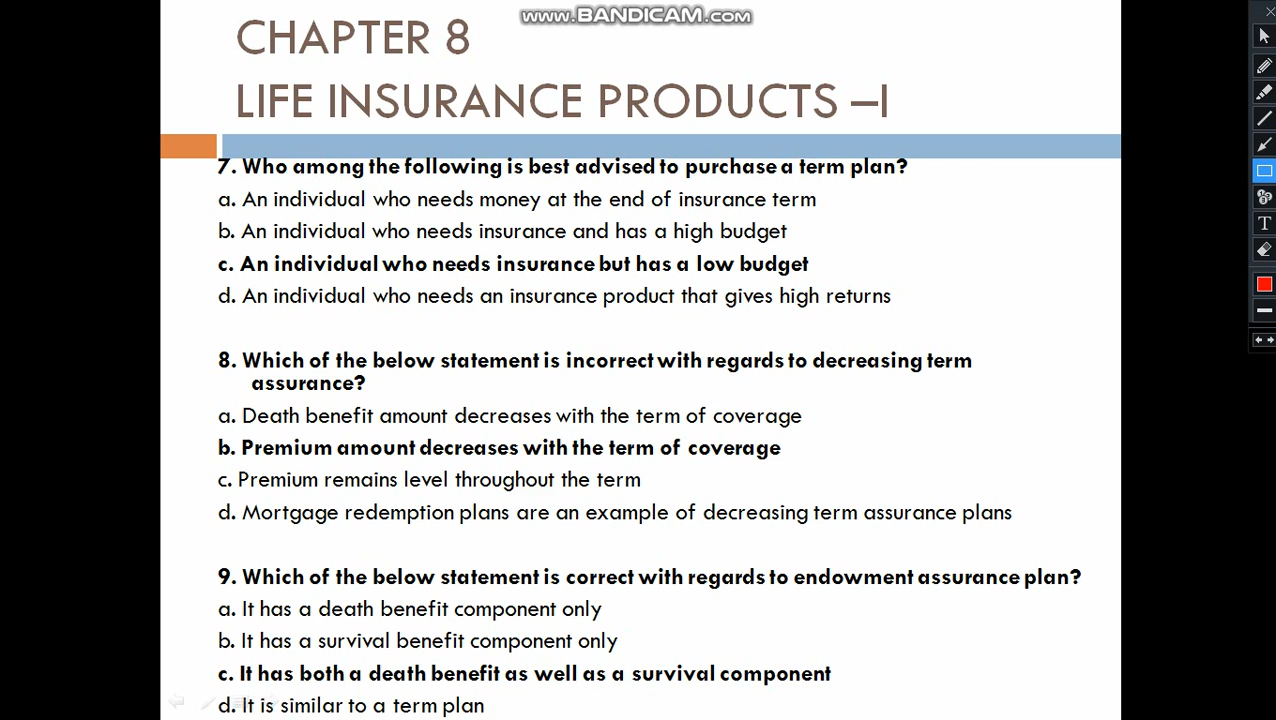 www.BANDICAM.com
CHAPTER 8
LIFE INSURANCE PRODUCTS –I
7. Who among the following is best advised to purchase a term plan?
a. An individual who needs money at the end of insurance term
b. An individual who needs insurance and has a high budget
c. An individual who needs insurance but has a low budget
d. An individual who needs an insurance product that gives high returns
8. Which of the below statement is incorrect with regards to decreasing term
assurance?
a. Death benefit amount decreases with the term of coverage
b. Premium amount decreases with the term of coverage
c. Premium remains level throughout the term
d. Mortgage redemption plans are an example of decreasing term assurance plans
9. Which of the below statement is correct with regards to endowment assurance plan?
a. It has a death benefit component only
b. It has a survival benefit component only
c. It has both a death benefit as well as a survival component
d. It is similar to a term plan